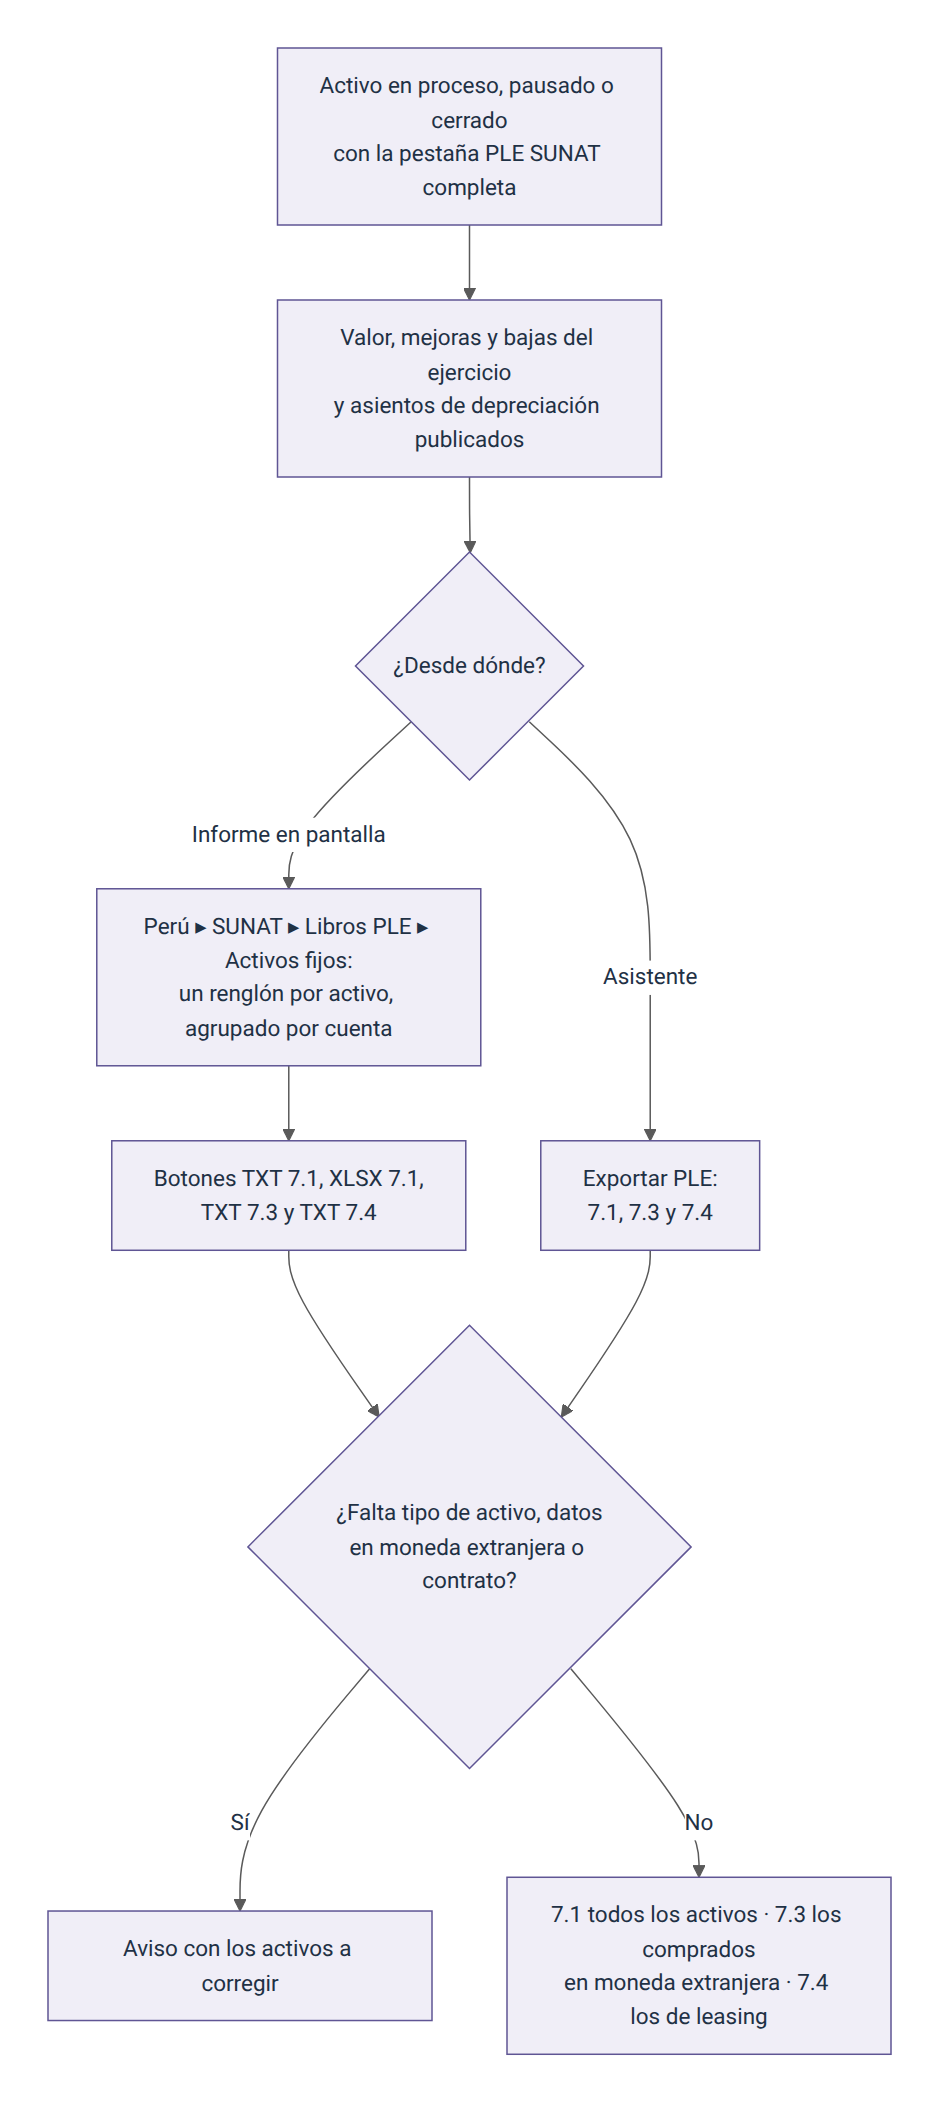 Activo en proceso, pausado o
cerrado
con la pestaña PLE SUNAT
completa
Valor, mejoras y bajas del
ejercicio
y asientos de depreciación
publicados
¿Desde dónde?
Informe en pantalla
Perú ▸ SUNAT ▸ Libros PLE ▸
Activos fijos:
un renglón por activo,
agrupado por cuenta
Asistente
Botones TXT 7.1, XLSX 7.1,
TXT 7.3 y TXT 7.4
Exportar PLE:
7.1, 7.3 y 7.4
¿Falta tipo de activo, datos
en moneda extranjera o
contrato?
Sí
No
Aviso con los activos a
corregir
7.1 todos los activos · 7.3 los
comprados
en moneda extranjera · 7.4
los de leasing